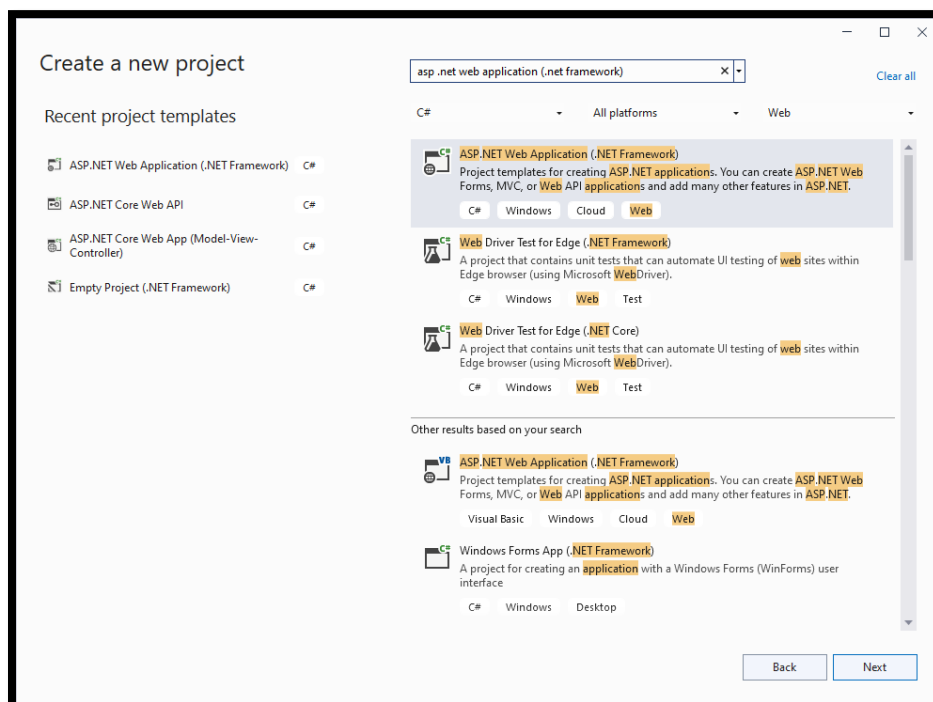 Create a new project
Recent project templates
ASP.NET Web Application (.NET Framework) C#
ASP.NET Core Web API C#
ASP.NET Core Web App (Model-View-
Controller) C#
Empty Project (.NET Framework) C#
asp .net web application (.net framework)
Clear all
C# All platforms Web
C#
ASP.NET Web Application (.NET Framework)
Project templates for creating ASP.NET applications. You can create ASP.NET Web
Forms, MVC, or Web API applications and add many other features in ASP.NET.
C# Windows Cloud Web
C#
Web Driver Test for Edge (.NET Framework)
A project that contains unit tests that can automate UI testing of web sites within
Edge browser (using Microsoft WebDriver).
C# Windows Web Test
C#
Web Driver Test for Edge (.NET Core)
A project that contains unit tests that can automate UI testing of web sites within
Edge browser (using Microsoft WebDriver).
C# Windows Web Test
Other results based on your search
VB
ASP.NET Web Application (.NET Framework)
Project templates for creating ASP.NET applications. You can create ASP.NET Web
Forms, MVC, or Web API applications and add many other features in ASP.NET.
Visual Basic Windows Cloud Web
C#
Windows Forms App (.NET Framework)
A project for creating an application with a Windows Forms (WinForms) user
interface
C# Windows Desktop
Back Next